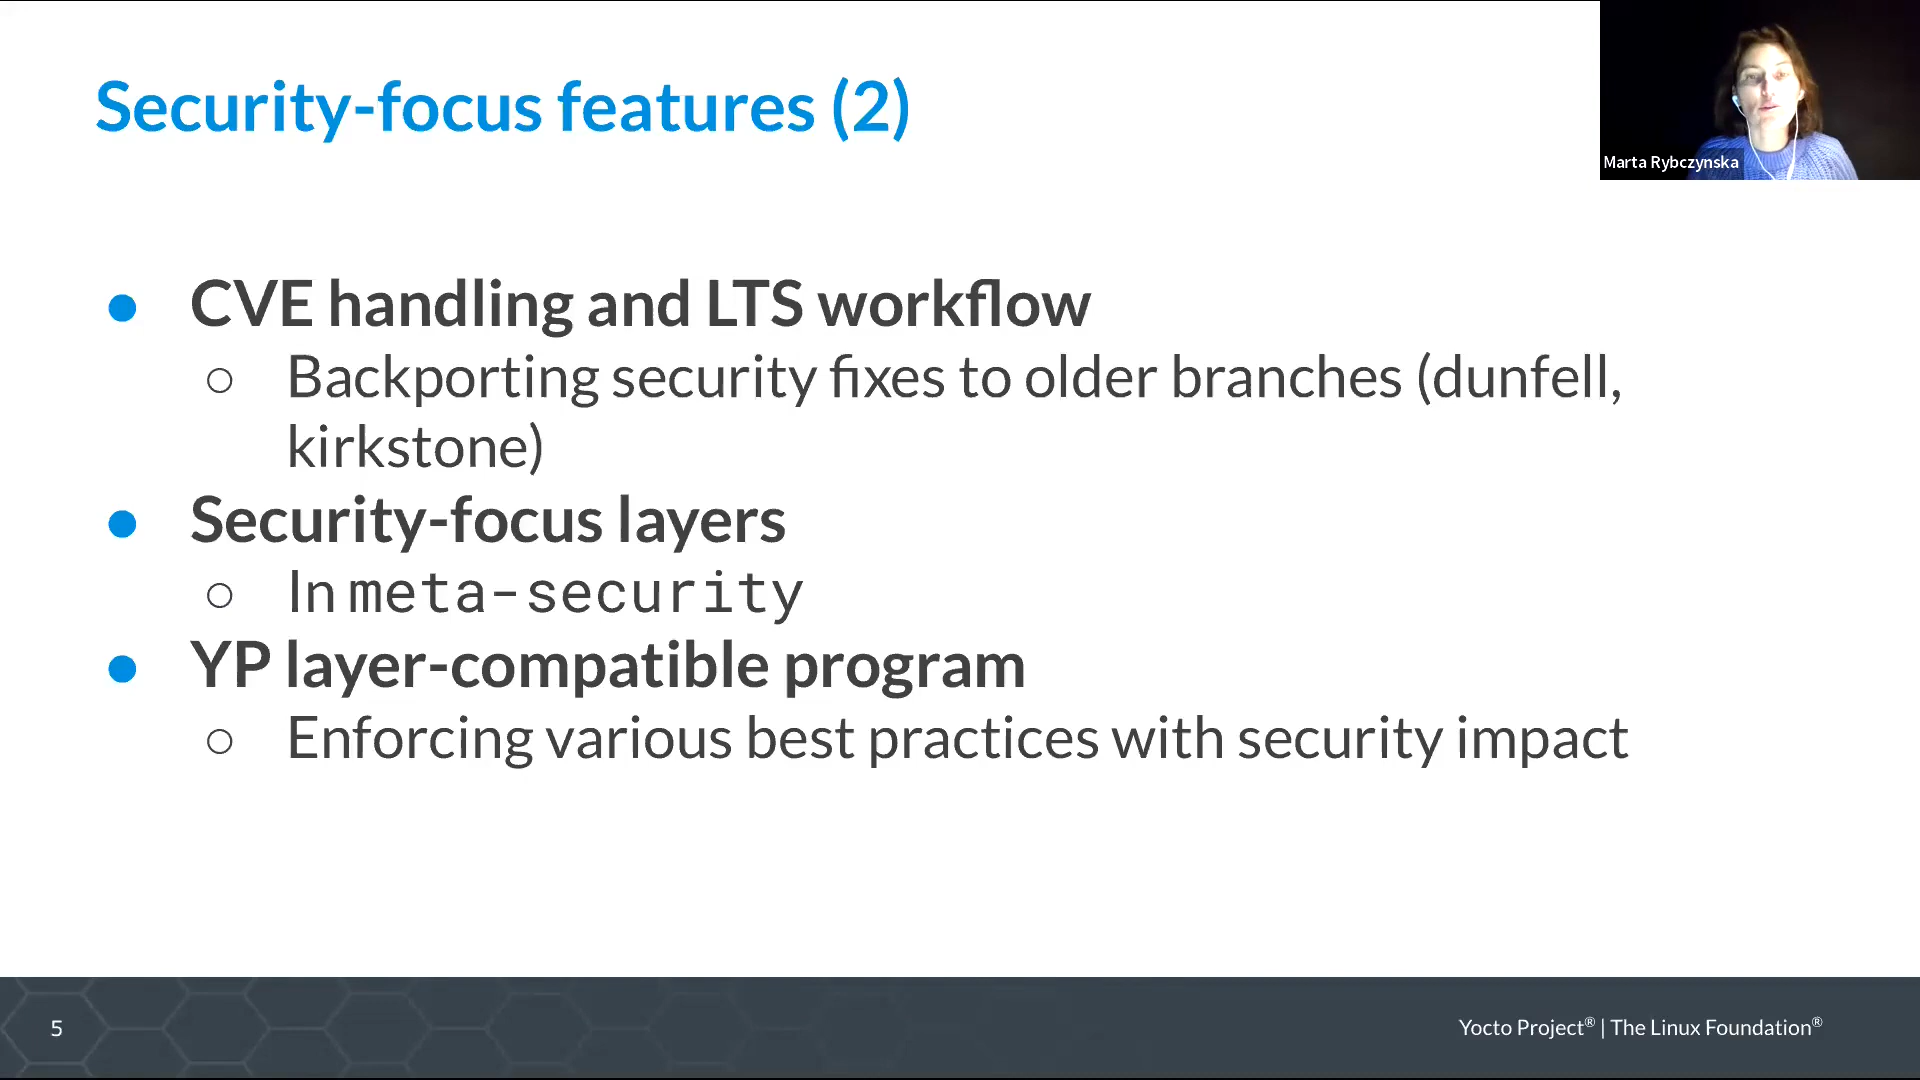 Security-focus features (2)
Marta Rybczynska
● CVE handling and LTS workflow
○ Backporting security fixes to older branches (dunfell,
kirkstone)
● Security-focus layers
○ In meta-security
● YP layer-compatible program
○ Enforcing various best practices with security impact
5
Yocto Project® | The Linux Foundation®